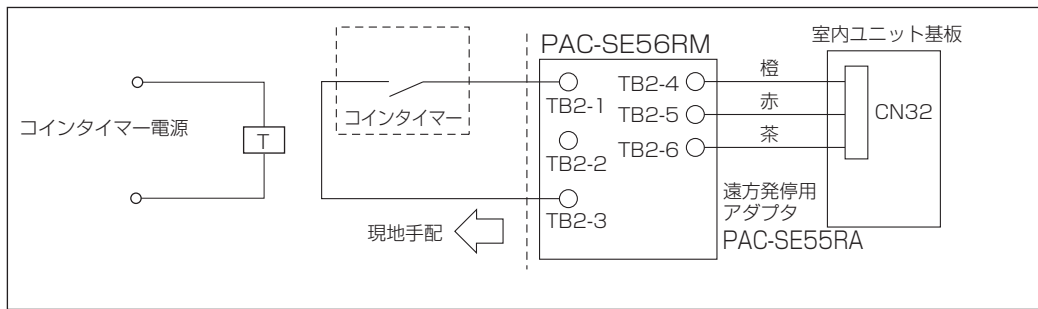 コインタイマー電源
T
コインタイマー
現地手配
PAC-SE56RM
TB2-1
TB2-2
TB2-3
TB2-4
TB2-5
TB2-6
橙
赤
茶
遠方発停用
アダプタ
PAC-SE55RA
室内ユニット基板
CN32